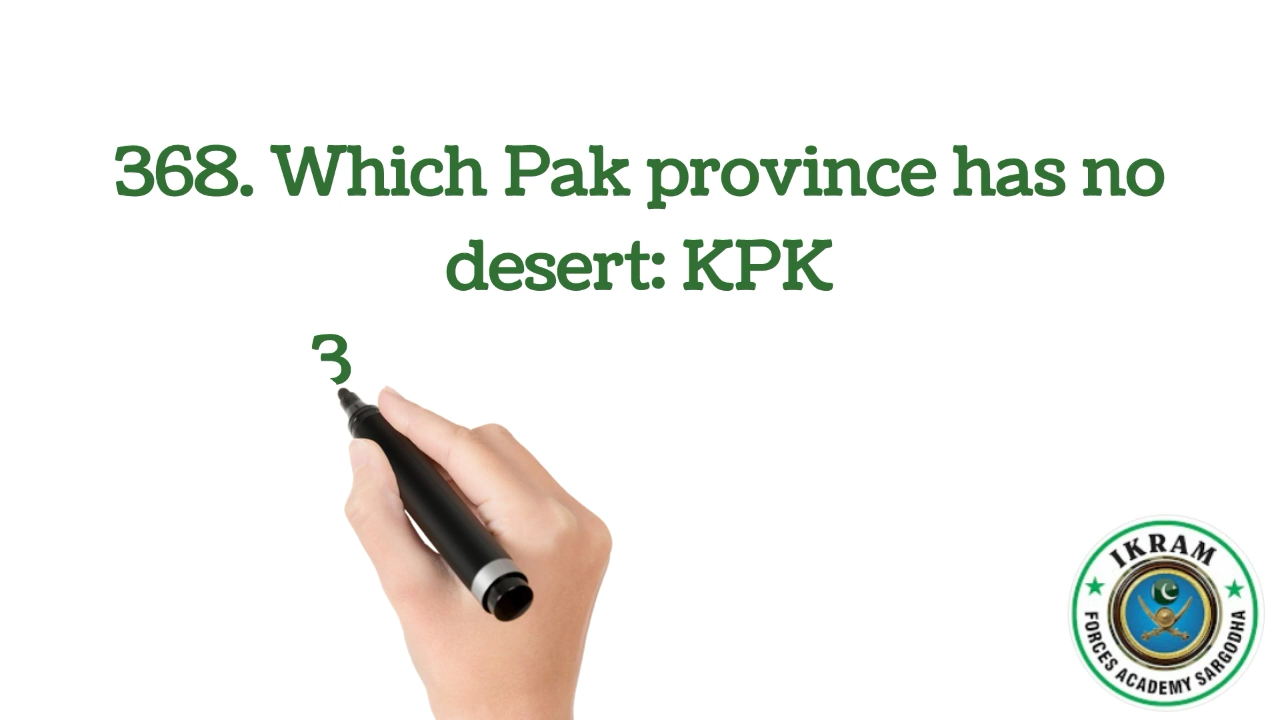 368. Which Pak province has no
desert: KPK
3
IKRAM
FORCES ACADEMY SARGODHA